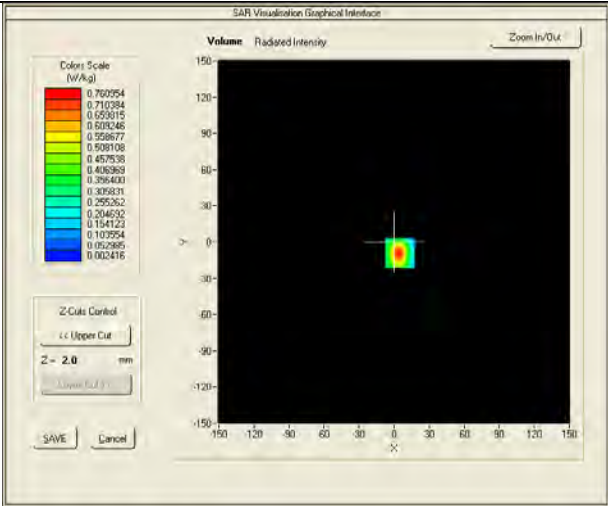 SAR Visualisation Graphical Interface
Volume Radiated Intensity
Zoom In/Out
Colors Scale
(W/kg)
0.760954
0.710384
0.659815
0.609246
0.558677
0.508108
0.457538
0.406969
0.356400
0.305831
0.255262
0.204692
0.154123
0.103554
0.052985
0.002416
150
120
90
60
30
0
-30
-60
-90
-120
-150
Y
-150 -120 -90 -60 -30 0 30 60 90 120 150
X
Z-Cuts Control
<< Upper Cut
Z = 2.0 mm
SAVE Cancel